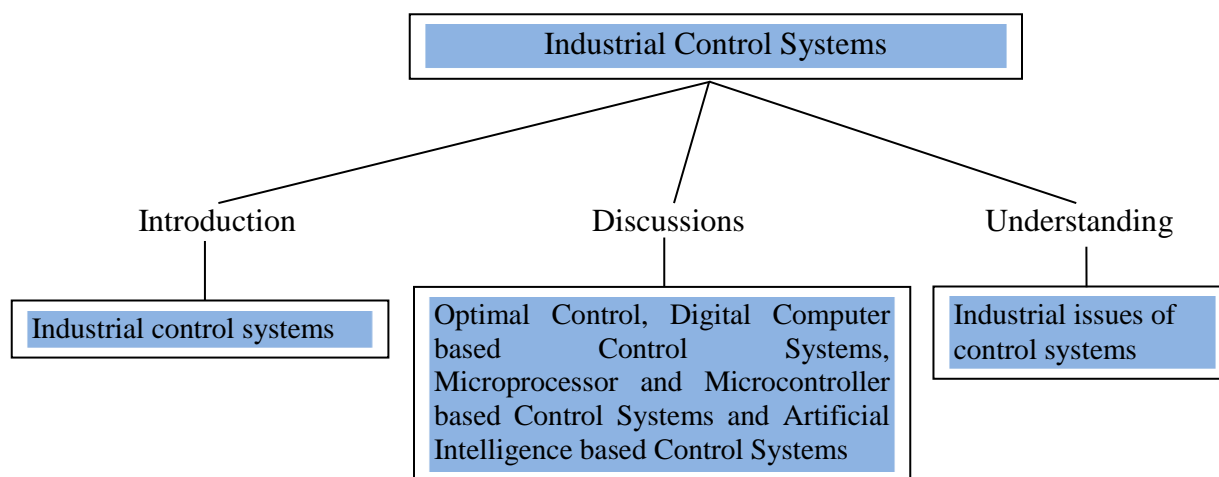 Industrial Control Systems
Introduction
Discussions
Understanding
Industrial control systems
Optimal Control, Digital Computer
based Control Systems,
Microprocessor and Microcontroller
based Control Systems and Artificial
Intelligence based Control Systems
Industrial issues of
control systems